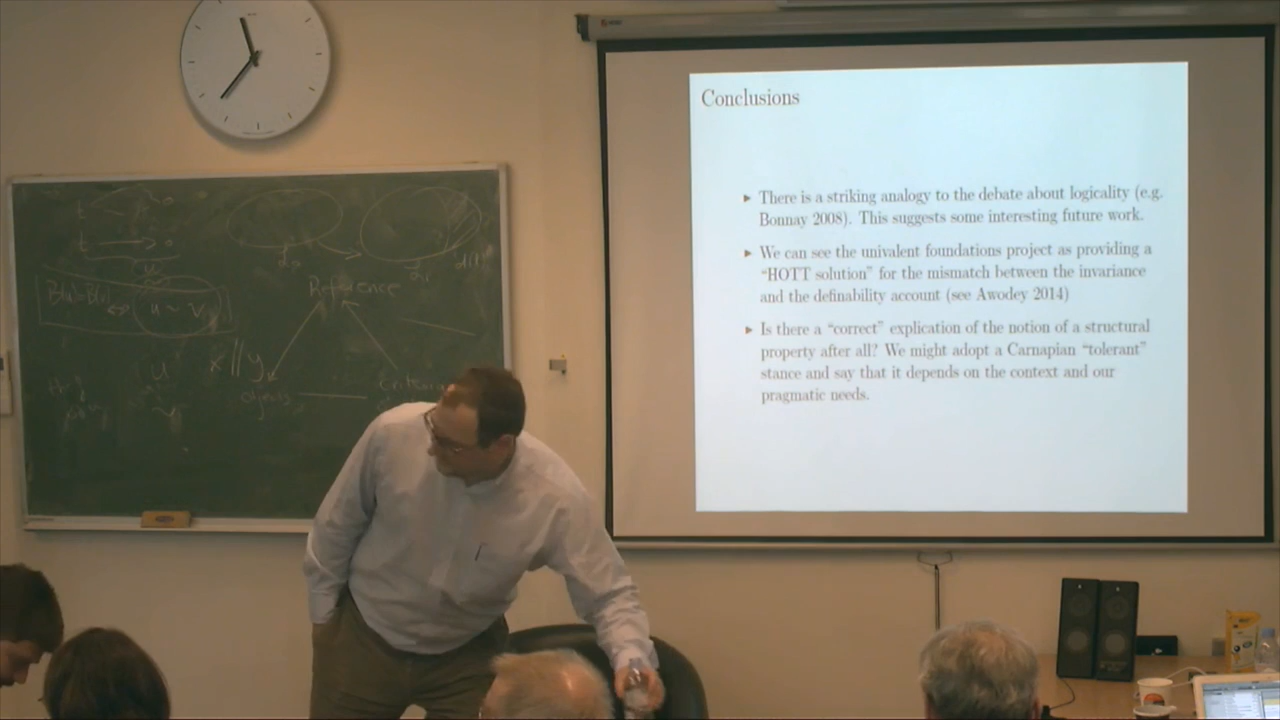 Conclusions
► There is a striking analogy to the debate about logicality (e.g.
Bonnay 2008). This suggests some interesting future work.
► We can see the univalent foundations project as providing a
“HOTT solution” for the mismatch between the invariance
and the definability account (see Awodey 2014)
► Is there a “correct” explication of the notion of a structural
property after all? We might adopt a Carnapian “tolerant”
stance and say that it depends on the context and our
pragmatic needs.
Reference
u ~ v
x // y
objects